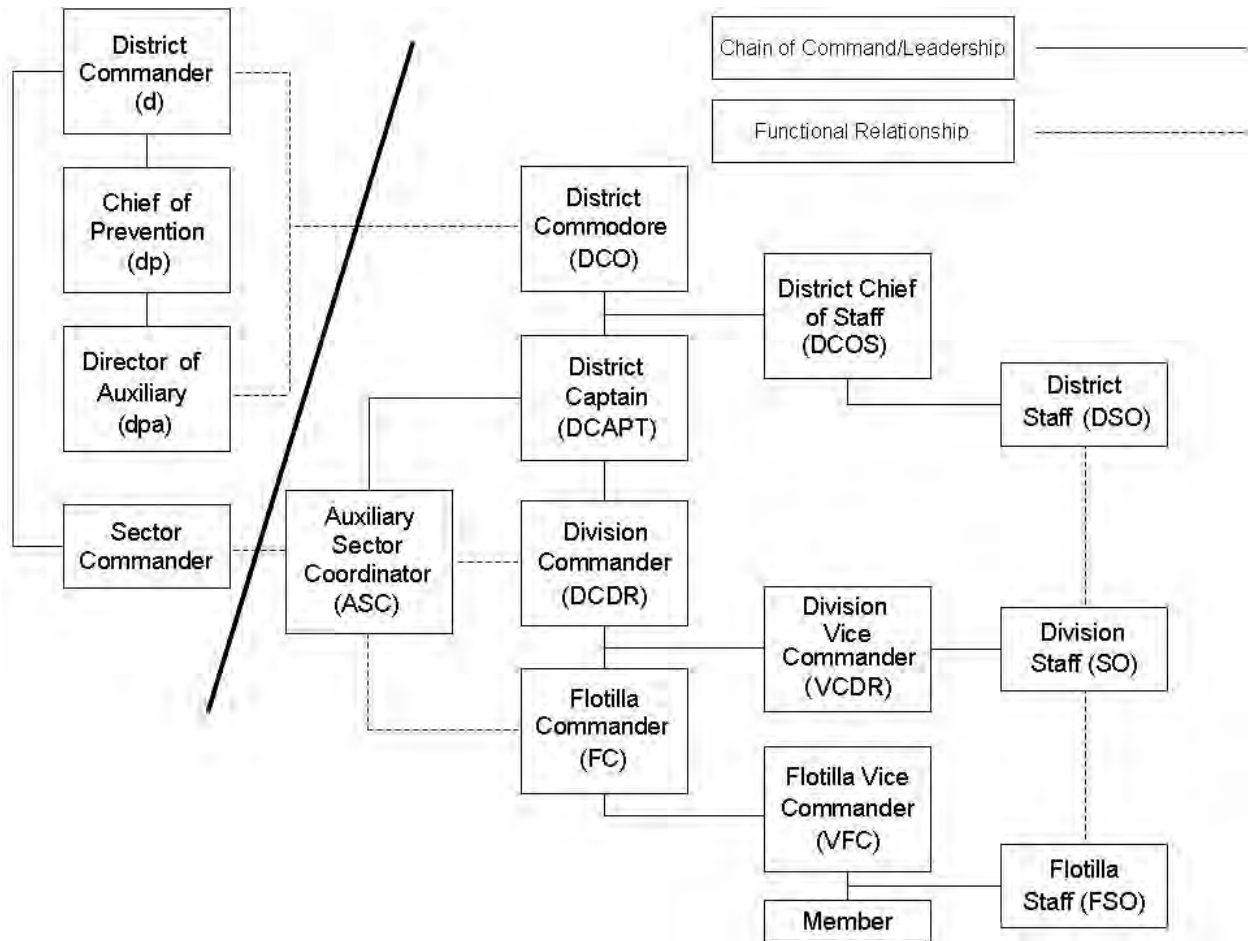 District
Commander
(d)
Chief of
Prevention
(dp)
Director of
Auxiliary
(dpa)
Sector
Commander
Auxiliary
Sector
Coordinator
(ASC)
Chain of Command/Leadership
Functional Relationship
District
Commodore
(DCO)
District
Captain
(DCAPT)
Division
Commander
(DCDR)
Flotilla
Commander
(FC)
District Chief
of Staff
(DCOS)
Division
Vice
Commander
(VCDR)
Flotilla Vice
Commander
(VFC)
Member
District
Staff (DSO)
Division
Staff (SO)
Flotilla
Staff (FSO)